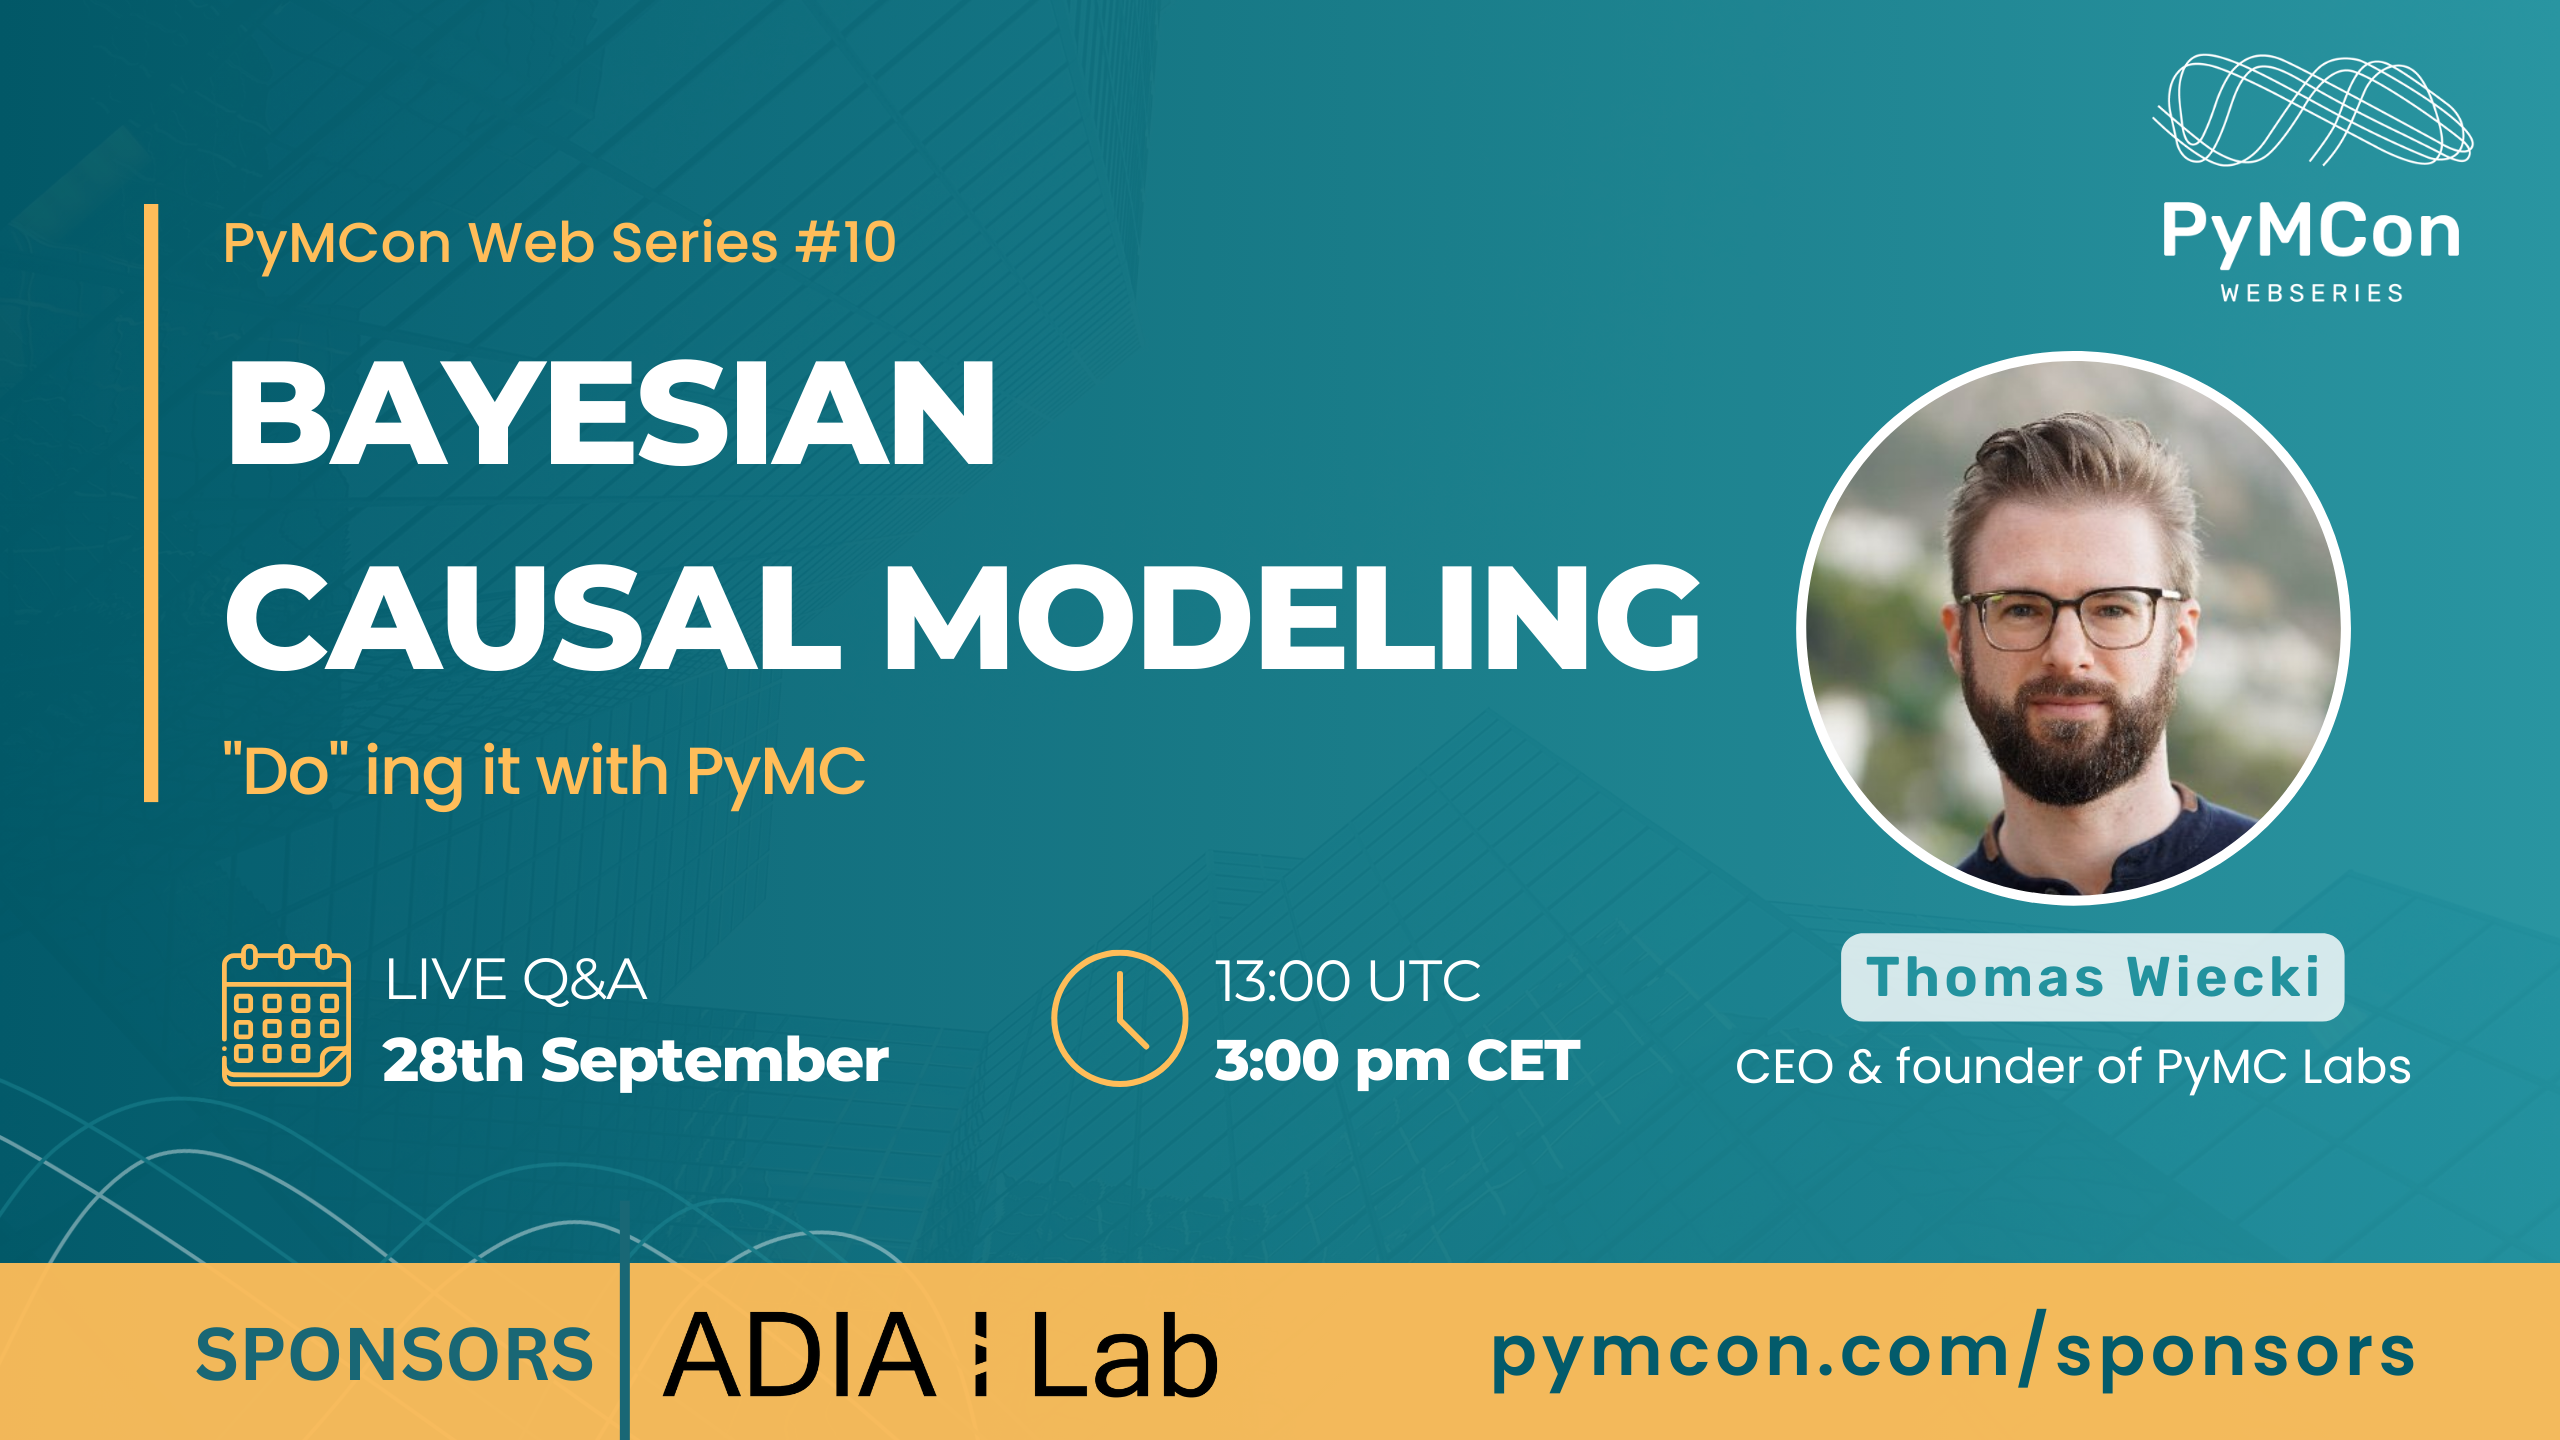 PyMCon
WEBSERIES
PyMCon Web Series #10
BAYESIAN
CAUSAL MODELING
"Do" ing it with PyMC
LIVE Q&A
28th September
13:00 UTC
3:00 pm CET
Thomas Wiecki
CEO & founder of PyMC Labs
SPONSORS
ADIA Lab
pymcon.com/sponsors